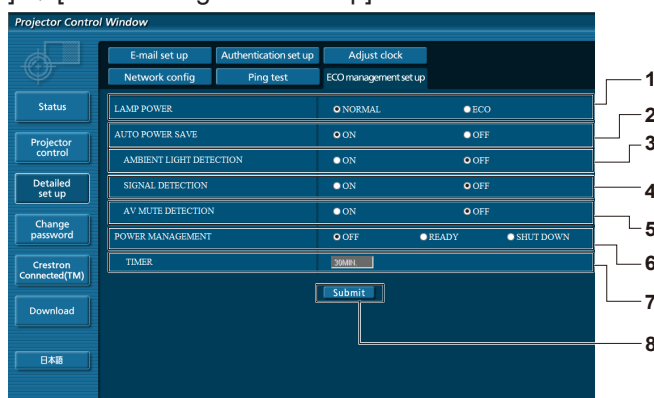 Projector Control Window
E-mail set up Authentication set up Adjust clock
Network config Ping test ECO management set up
Status
Projector control
Detailed set up
Change password
Crestron Connected(TM)
Download
日本語
LAMP POWER NORMAL ECO 1
AUTO POWER SAVE ON OFF 2
AMBIENT LIGHT DETECTION ON OFF 3
SIGNAL DETECTION ON OFF 4
AV MUTE DETECTION ON OFF 5
POWER MANAGEMENT OFF READY SHUT DOWN 6
TIMER 30MIN. 7
Submit 8